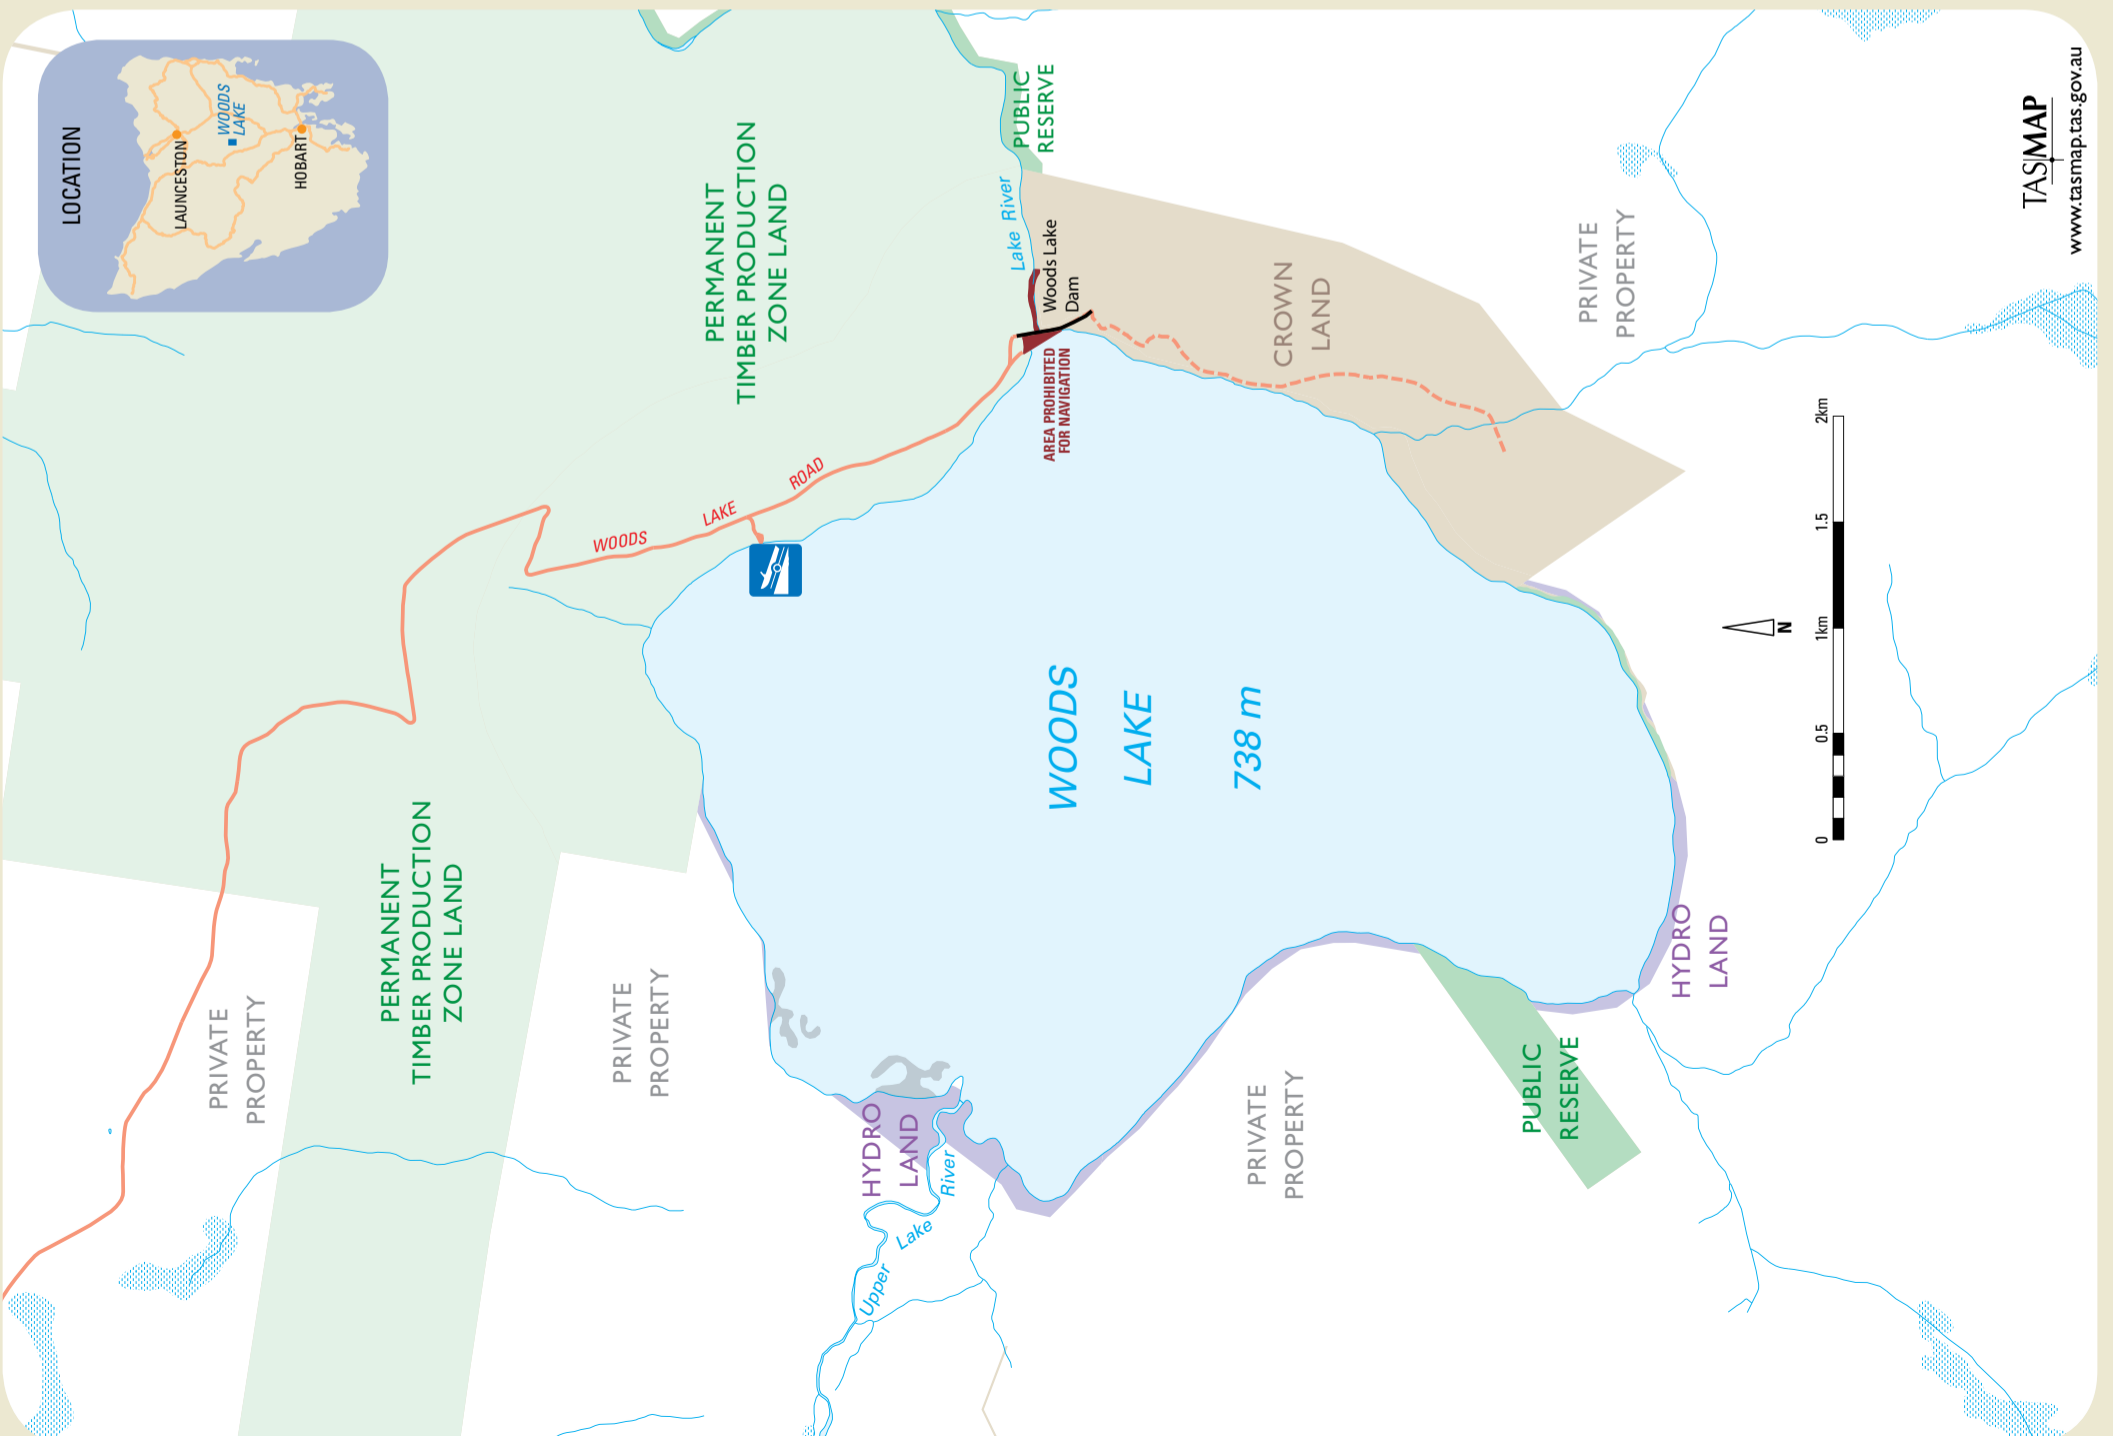 LOCATION
LAUNCESTON
WOODS
LAKE
HOBART
PERMANENT
TIMBER PRODUCTION
ZONE LAND
PUBLIC
RESERVE
Lake River
Woods Lake
Dam
AREA PROHIBITED
FOR NAVIGATION
CROWN
LAND
PRIVATE
PROPERTY
WOODS LAKE ROAD
WOODS
LAKE
738 m
PERMANENT
TIMBER PRODUCTION
ZONE LAND
PRIVATE
PROPERTY
PRIVATE
PROPERTY
HYDRO
LAND
Upper Lake River
PRIVATE
PROPERTY
PUBLIC
RESERVE
HYDRO
LAND
N
0 0.5 1km 1.5 2km
TASMAP
www.tasmap.tas.gov.au